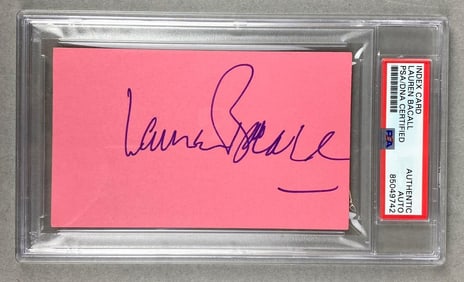 Lauren Bacall
INDEX CARD
LAUREN BACALL
PSA/DNA CERTIFIED
PSA
AUTHENTIC
AUTO
85049742